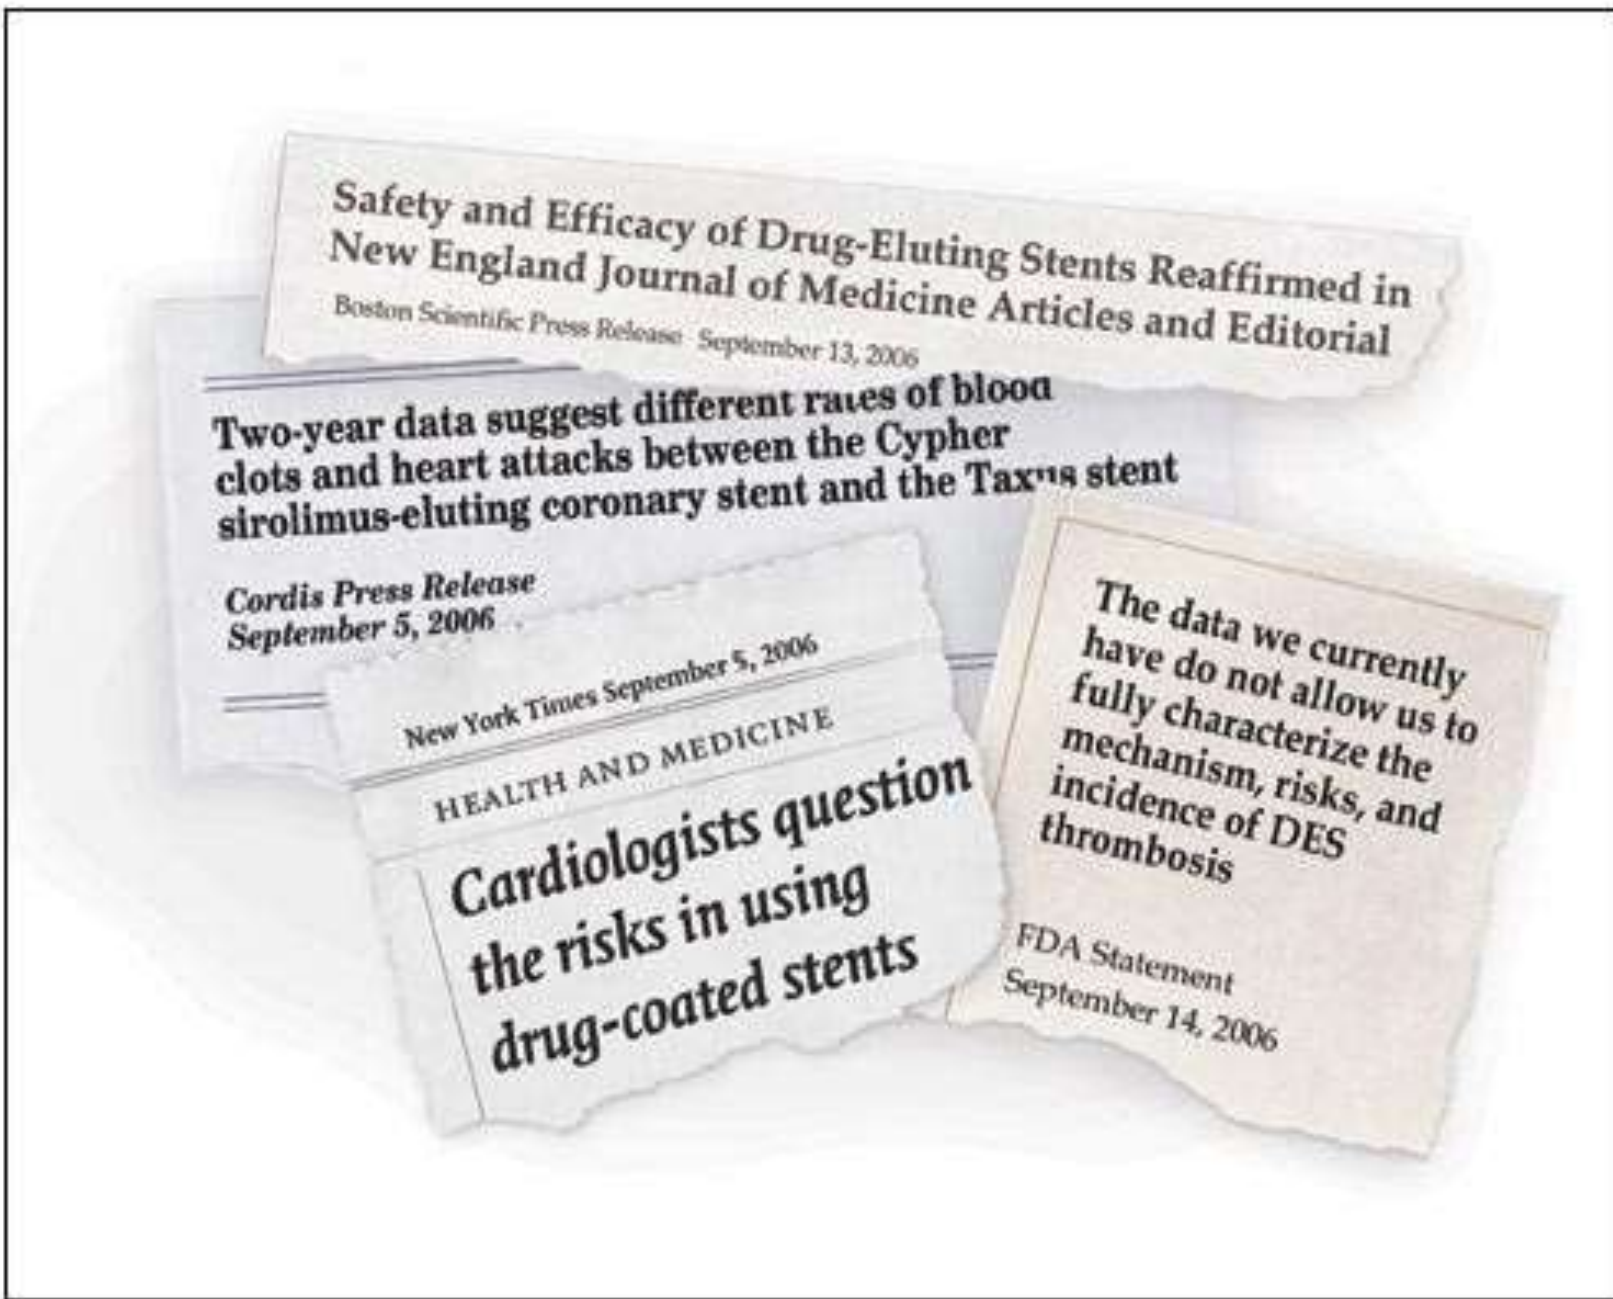 Safety and Efficacy of Drug-Eluting Stents Reaffirmed in
New England Journal of Medicine Articles and Editorial
Boston Scientific Press Release September 13, 2006
Two-year data suggest different rates of blood
clots and heart attacks between the Cypher
sirolimus-eluting coronary stent and the Taxus stent
Cordis Press Release
September 5, 2006
New York Times September 5, 2006
HEALTH AND MEDICINE
Cardiologists question
the risks in using
drug-coated stents
The data we currently
have do not allow us to
fully characterize the
mechanism, risks, and
incidence of DES
thrombosis
FDA Statement
September 14, 2006